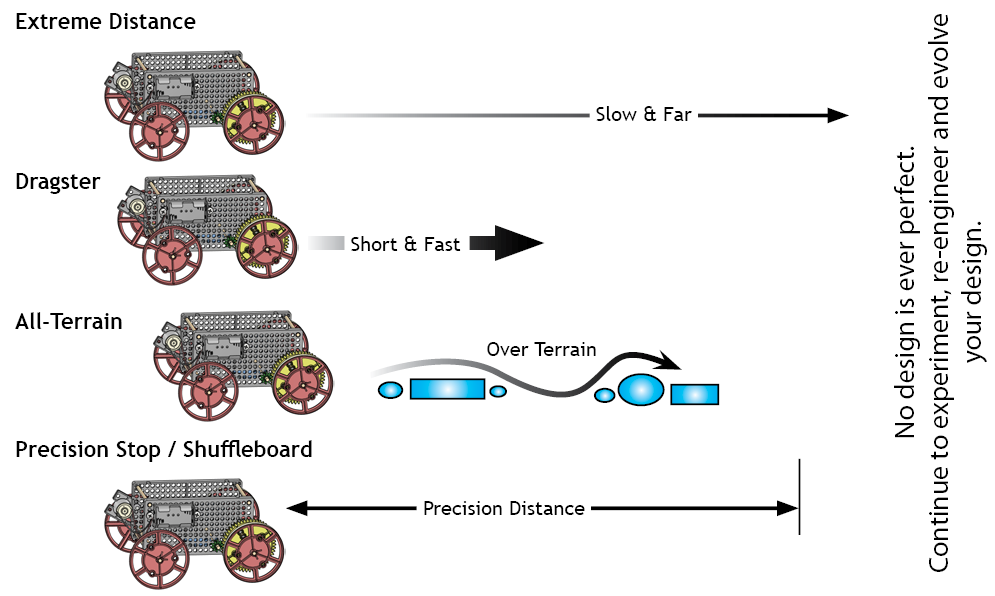 Extreme Distance
Slow & Far
Dragster
Short & Fast
All-Terrain
Over Terrain
Precision Stop / Shuffleboard
Precision Distance
No design is ever perfect.
Continue to experiment, re-engineer and evolve
your design.